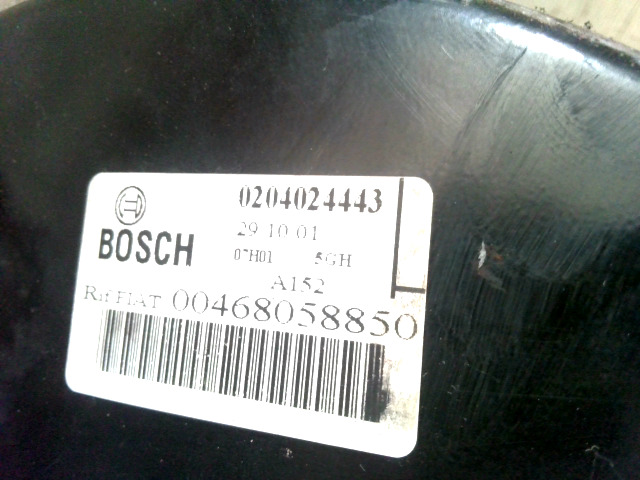 0204024443
29 10 01
BOSCH
07H01 5GH
A152
Rif FIAT 00468058850